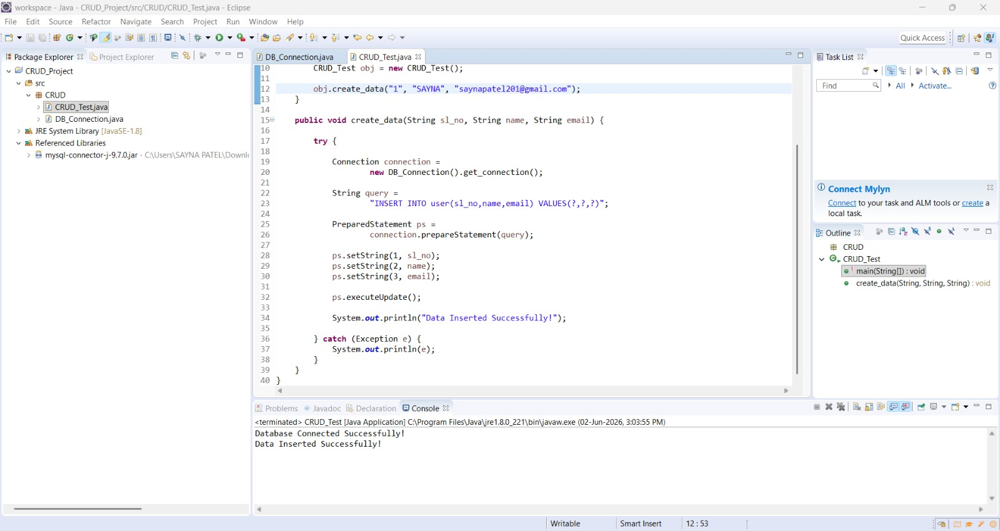 workspace - Java - CRUD_Project/src/CRUD/CRUD_Test.java - Eclipse
File Edit Source Refactor Navigate Search Project Run Window Help
Quick Access
Package Explorer
Project Explorer
CRUD_Project
src
CRUD
CRUD_Test.java
DB_Connection.java
JRE System Library [JavaSE-1.8]
Referenced Libraries
mysql-connector-j-9.7.0.jar - C:\Users\SAYNA PATEL\Downl
DB_Connection.java
CRUD_Test.java
10 CRUD_Test obj = new CRUD_Test();
11
12 obj.create_data("1", "SAYNA", "saynapatel201@gmail.com");
13 }
14
15 public void create_data(String sl_no, String name, String email) {
16
17 try {
18
19 Connection connection =
20 new DB_Connection().get_connection();
21
22 String query =
23 "INSERT INTO user(sl_no,name,email) VALUES(?,?,?)";
24
25 PreparedStatement ps =
26 connection.prepareStatement(query);
27
28 ps.setString(1, sl_no);
29 ps.setString(2, name);
30 ps.setString(3, email);
31
32 ps.executeUpdate();
33
34 System.out.println("Data Inserted Successfully!");
35
36 } catch (Exception e) {
37 System.out.println(e);
38 }
39 }
40 }
Task List
Find
All
Activate...
Connect Mylyn
Connect to your task and ALM tools or create a
local task.
Outline
CRUD
CRUD_Test
main(String[]) : void
create_data(String, String, String) : void
Problems
Javadoc
Declaration
Console
<terminated> CRUD_Test [Java Application] C:\Program Files\Java\jre1.8.0_221\bin\javaw.exe (02-Jun-2026, 3:03:55 PM)
Database Connected Successfully!
Data Inserted Successfully!
Writable
Smart Insert
12 : 53